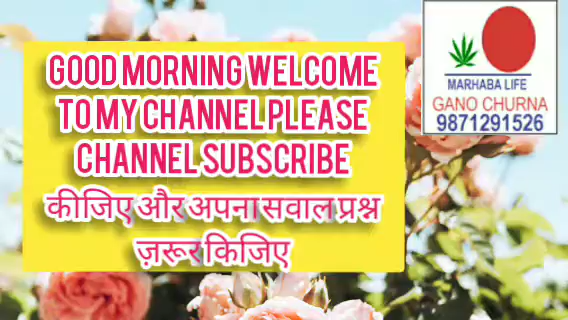 GOOD MORNING WELCOME
TO MY CHANNEL PLEASE
CHANNEL SUBSCRIBE
कीजिए और अपना सवाल प्रश्न
ज़रूर किजिए
MARHABA LIFE
GANO CHURNA
9871291526